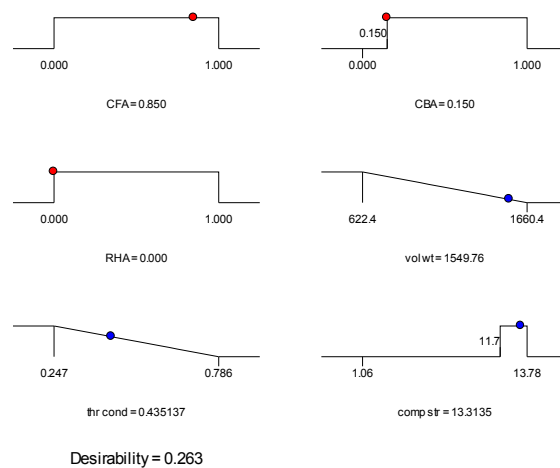 0.150
0.000 1.000 0.000 1.000
CFA = 0.850 CBA = 0.150
0.000 1.000 622.4 1660.4
RHA = 0.000 vol wt = 1549.76
11.7
0.247 0.786 1.06 13.78
thr cond = 0.435137 comp str = 13.3135
Desirability = 0.263